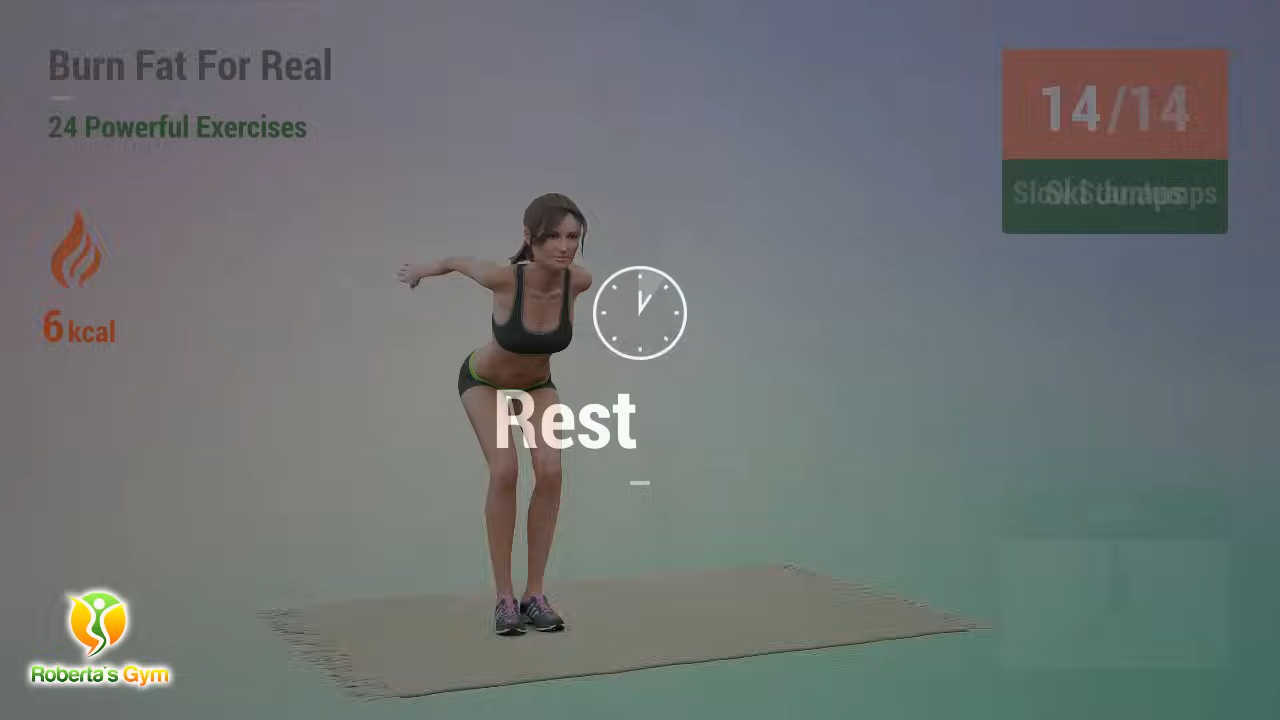 Burn Fat For Real
24 Powerful Exercises
14/14
6 kcal
Rest
Roberta's Gym